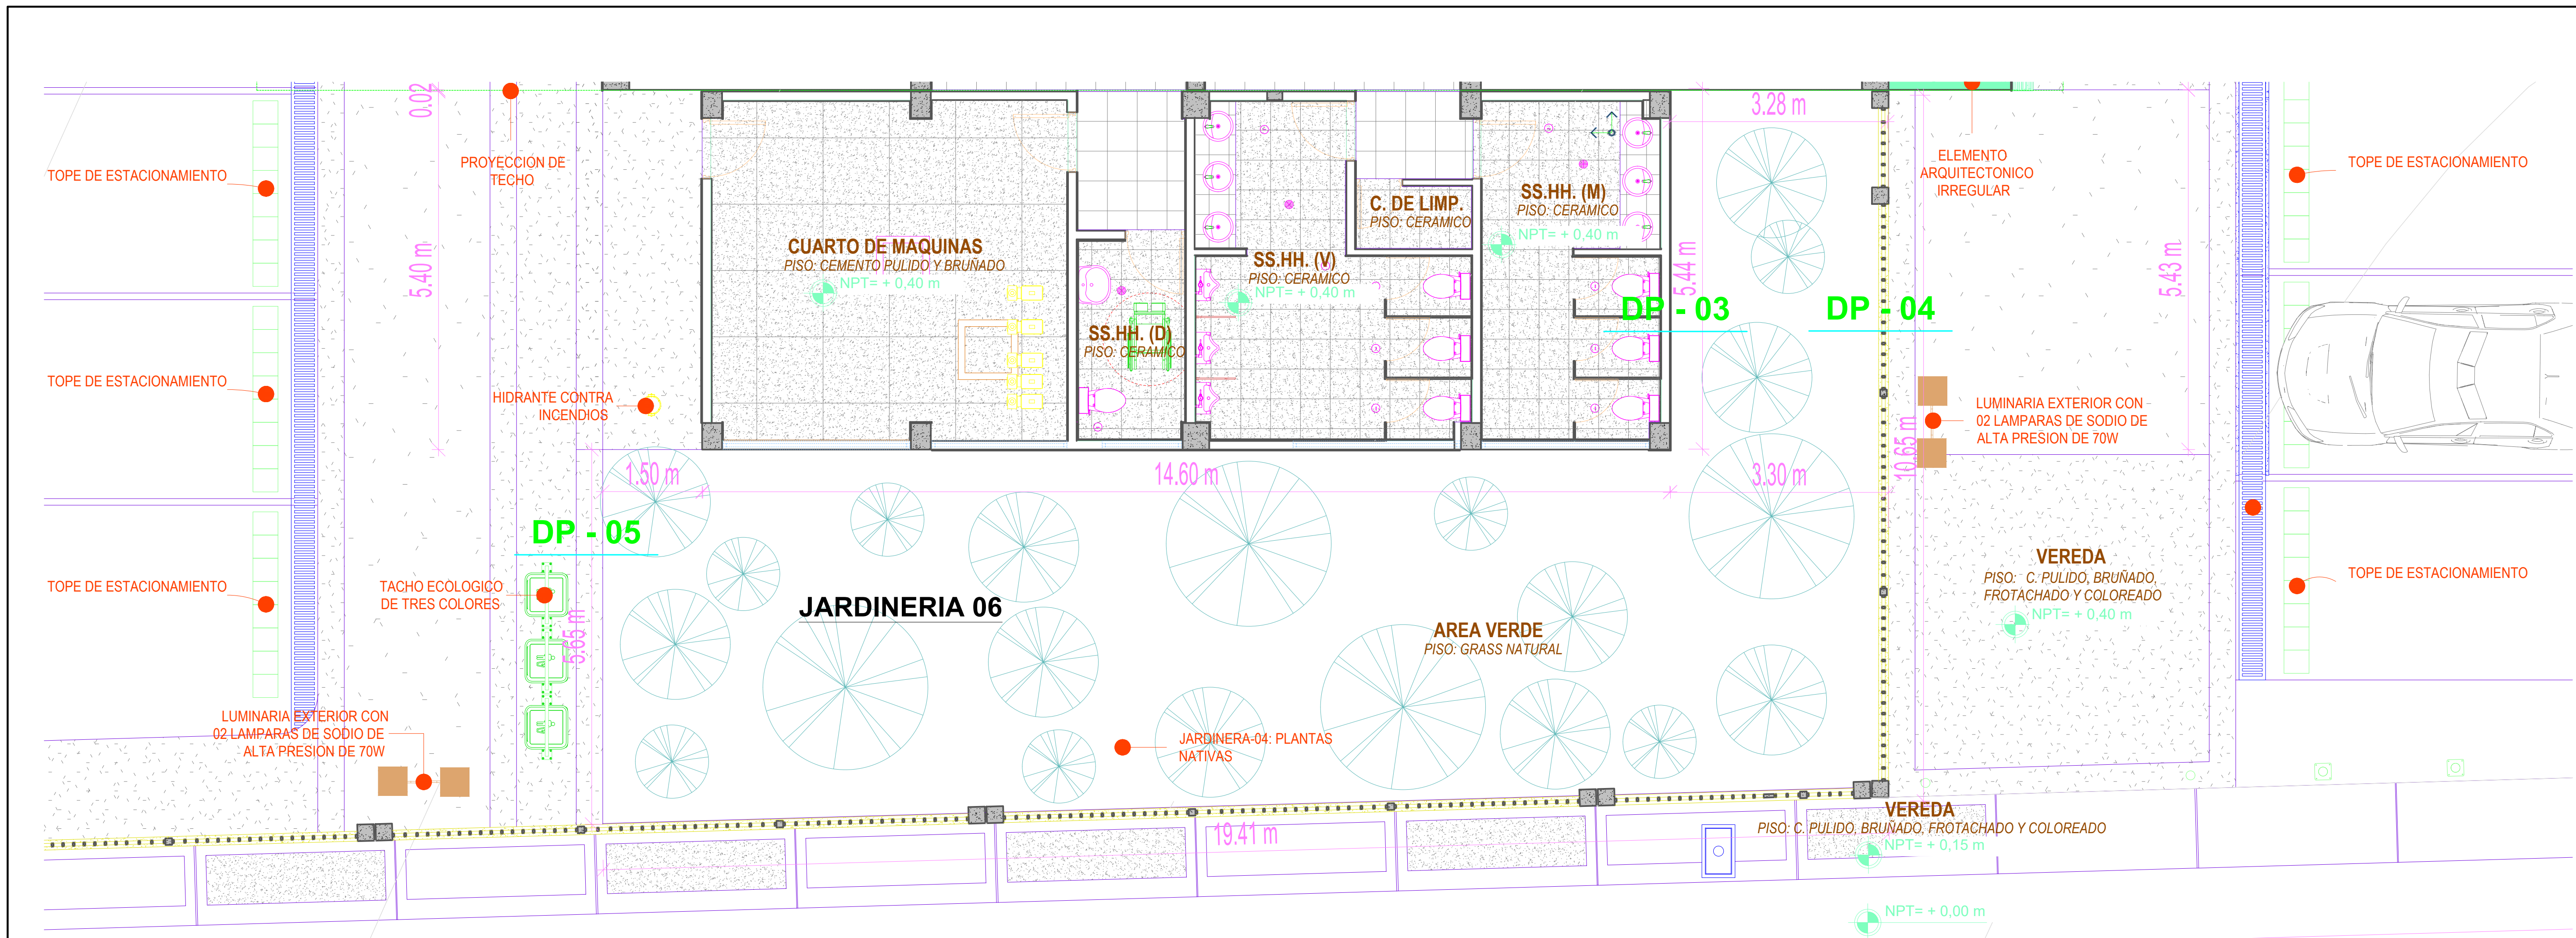 0.02
3.28 m
TOPE DE ESTACIONAMIENTO
PROYECCION DE
TECHO
ELEMENTO
ARQUITECTONICO
IRREGULAR
TOPE DE ESTACIONAMIENTO
5.40 m
CUARTO DE MAQUINAS
PISO: CEMENTO PULIDO Y BRUÑADO
NPT= + 0,40 m
SS.HH. (D)
PISO: CERAMICO
SS.HH. (V)
PISO: CERAMICO
NPT= + 0,40 m
C. DE LIMP.
PISO: CERAMICO
SS.HH. (M)
PISO: CERAMICO
NPT= + 0,40 m
5.44 m
5.43 m
DP - 03
DP - 04
TOPE DE ESTACIONAMIENTO
HIDRANTE CONTRA
INCENDIOS
LUMINARIA EXTERIOR CON
02 LAMPARAS DE SODIO DE
ALTA PRESION DE 70W
10.65 m
1.50 m
14.60 m
3.30 m
DP - 05
TOPE DE ESTACIONAMIENTO
TACHO ECOLOGICO
DE TRES COLORES
5.65 m
JARDINERIA 06
AREA VERDE
PISO: GRASS NATURAL
VEREDA
PISO: C. PULIDO, BRUÑADO,
FROTACHADO Y COLOREADO
NPT= + 0,40 m
TOPE DE ESTACIONAMIENTO
LUMINARIA EXTERIOR CON
02 LAMPARAS DE SODIO DE
ALTA PRESION DE 70W
JARDINERA-04: PLANTAS
NATIVAS
19.41 m
VEREDA
PISO: C. PULIDO, BRUÑADO, FROTACHADO Y COLOREADO
NPT= + 0,15 m
NPT= + 0,00 m